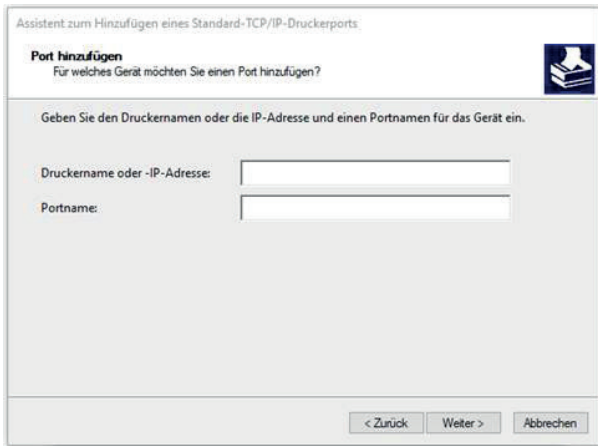 Assistent zum Hinzufügen eines Standard-TCP/IP-Druckerports
Port hinzufügen
Für welches Gerät möchten Sie einen Port hinzufügen?
Geben Sie den Druckernamen oder die IP-Adresse und einen Portnamen für das Gerät ein.
Druckername oder -IP-Adresse:
Portname:
< Zurück Weiter > Abbrechen